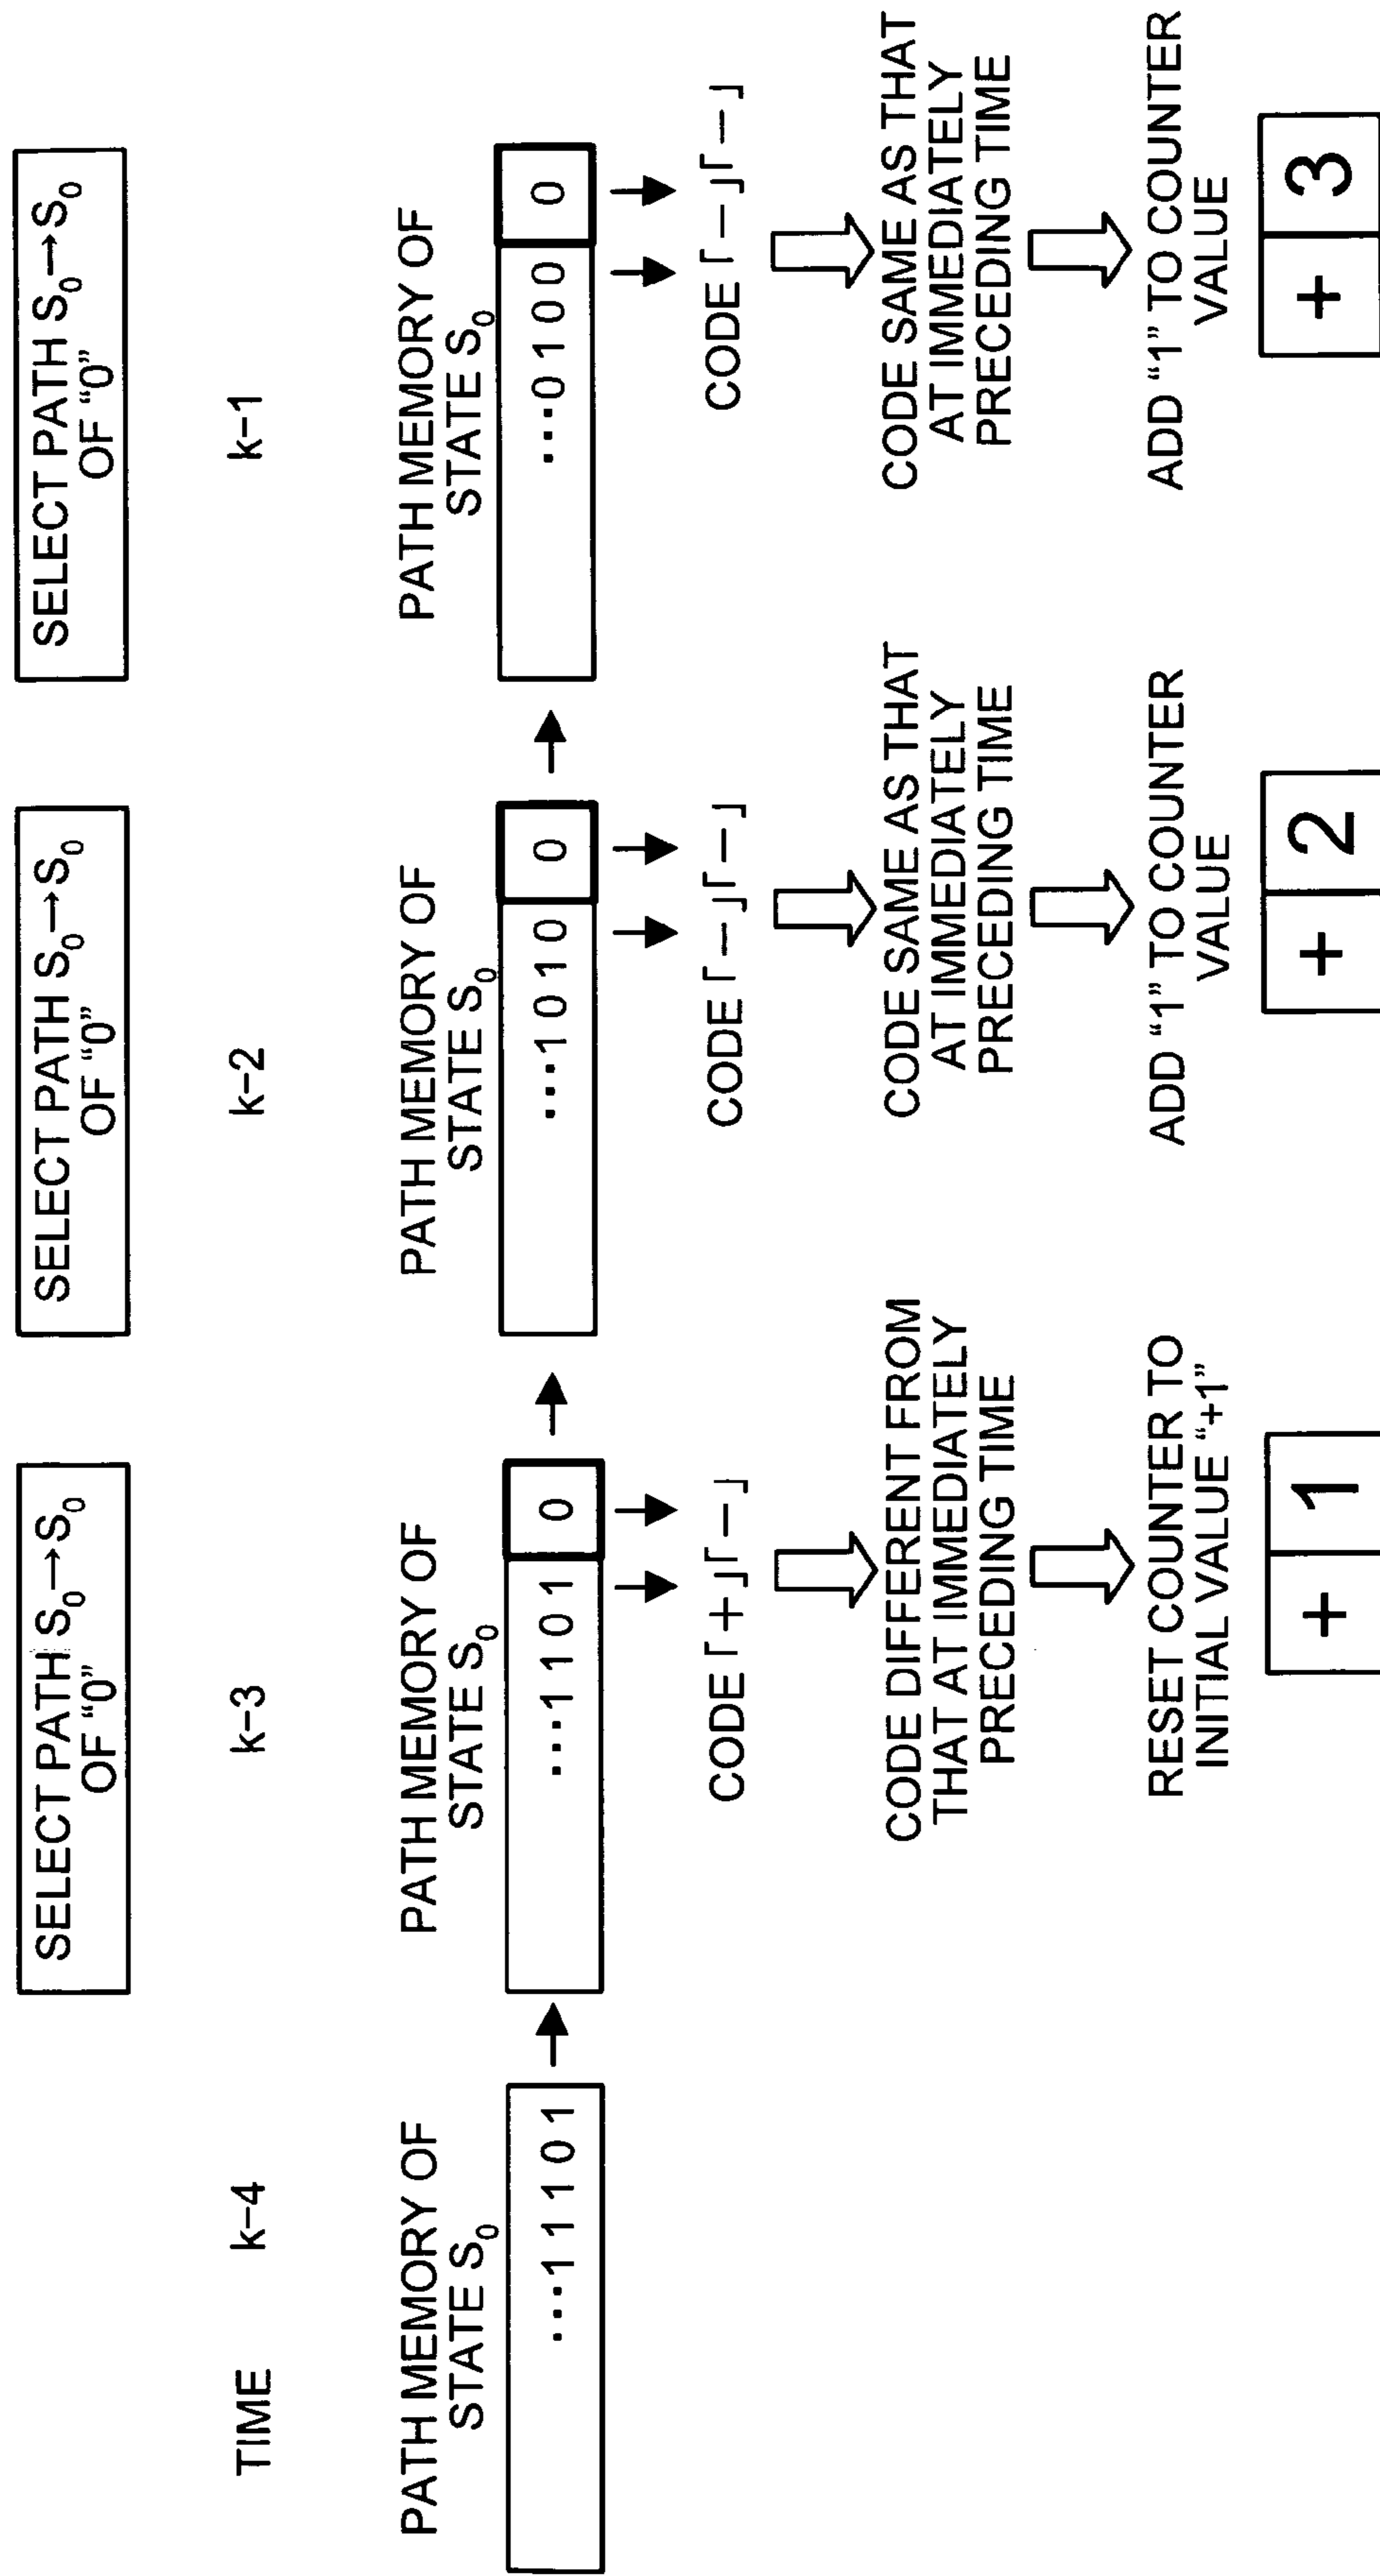 SELECT PATH S₀→S₀
OF “0”
SELECT PATH S₀→S₀
OF “0”
SELECT PATH S₀→S₀
OF “0”
TIME
k−4
k−3
k−2
k−1
PATH MEMORY OF
STATE S₀
···11101
PATH MEMORY OF
STATE S₀
···1101 0
PATH MEMORY OF
STATE S₀
···1010 0
PATH MEMORY OF
STATE S₀
···0100 0
CODE「+」「−」
CODE「−」「−」
CODE「−」「−」
CODE DIFFERENT FROM
THAT AT IMMEDIATELY
PRECEDING TIME
CODE SAME AS THAT
AT IMMEDIATELY
PRECEDING TIME
CODE SAME AS THAT
AT IMMEDIATELY
PRECEDING TIME
RESET COUNTER TO
INITIAL VALUE “+1”
ADD “1” TO COUNTER
VALUE
ADD “1” TO COUNTER
VALUE
+ 1
+ 2
+ 3